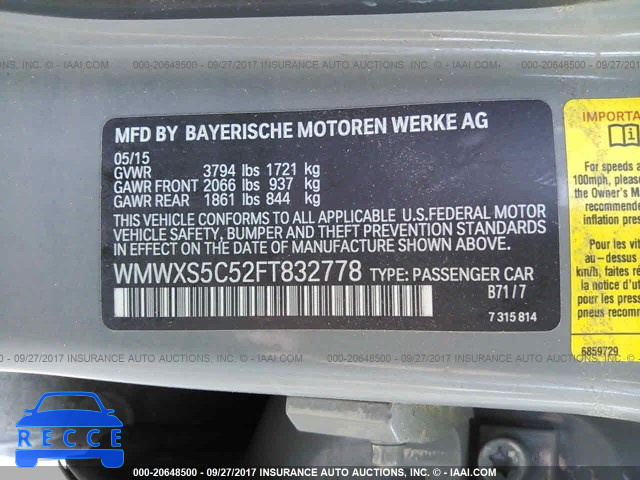 000-20648500 - 09/27/2017 INSURANCE AUTO AUCTIONS, INC. - © IAAI.COM
MFD BY BAYERISCHE MOTOREN WERKE AG
05/15
GVWR 3794 lbs 1721 kg
GAWR FRONT 2066 lbs 937 kg
GAWR REAR 1861 lbs 844 kg
THIS VEHICLE CONFORMS TO ALL APPLICABLE U.S.FEDERAL MOTOR
VEHICLE SAFETY, BUMPER AND THEFT PREVENTION STANDARDS
IN EFFECT ON THE DATE OF MANUFACTURE SHOWN ABOVE.
WMWXS5C52FT832778 TYPE: PASSENGER CAR
B71/7
7 315 814
IMPORTA
For speeds a
100mph, ensu
the Owner's Ma
recommended
inflation pres
Pour les vit
au-dessus de
km/h, faites ré
les notice d'u
pneus recomm
6859729
000-20648500 - 09/27/2017 INSURANCE AUTO AUCTIONS, INC. - © IAAI.COM
RECCE
000-20648500 - 09/27/2017 INSURANCE AUTO AUCTIONS, INC. - © IAAI.COM